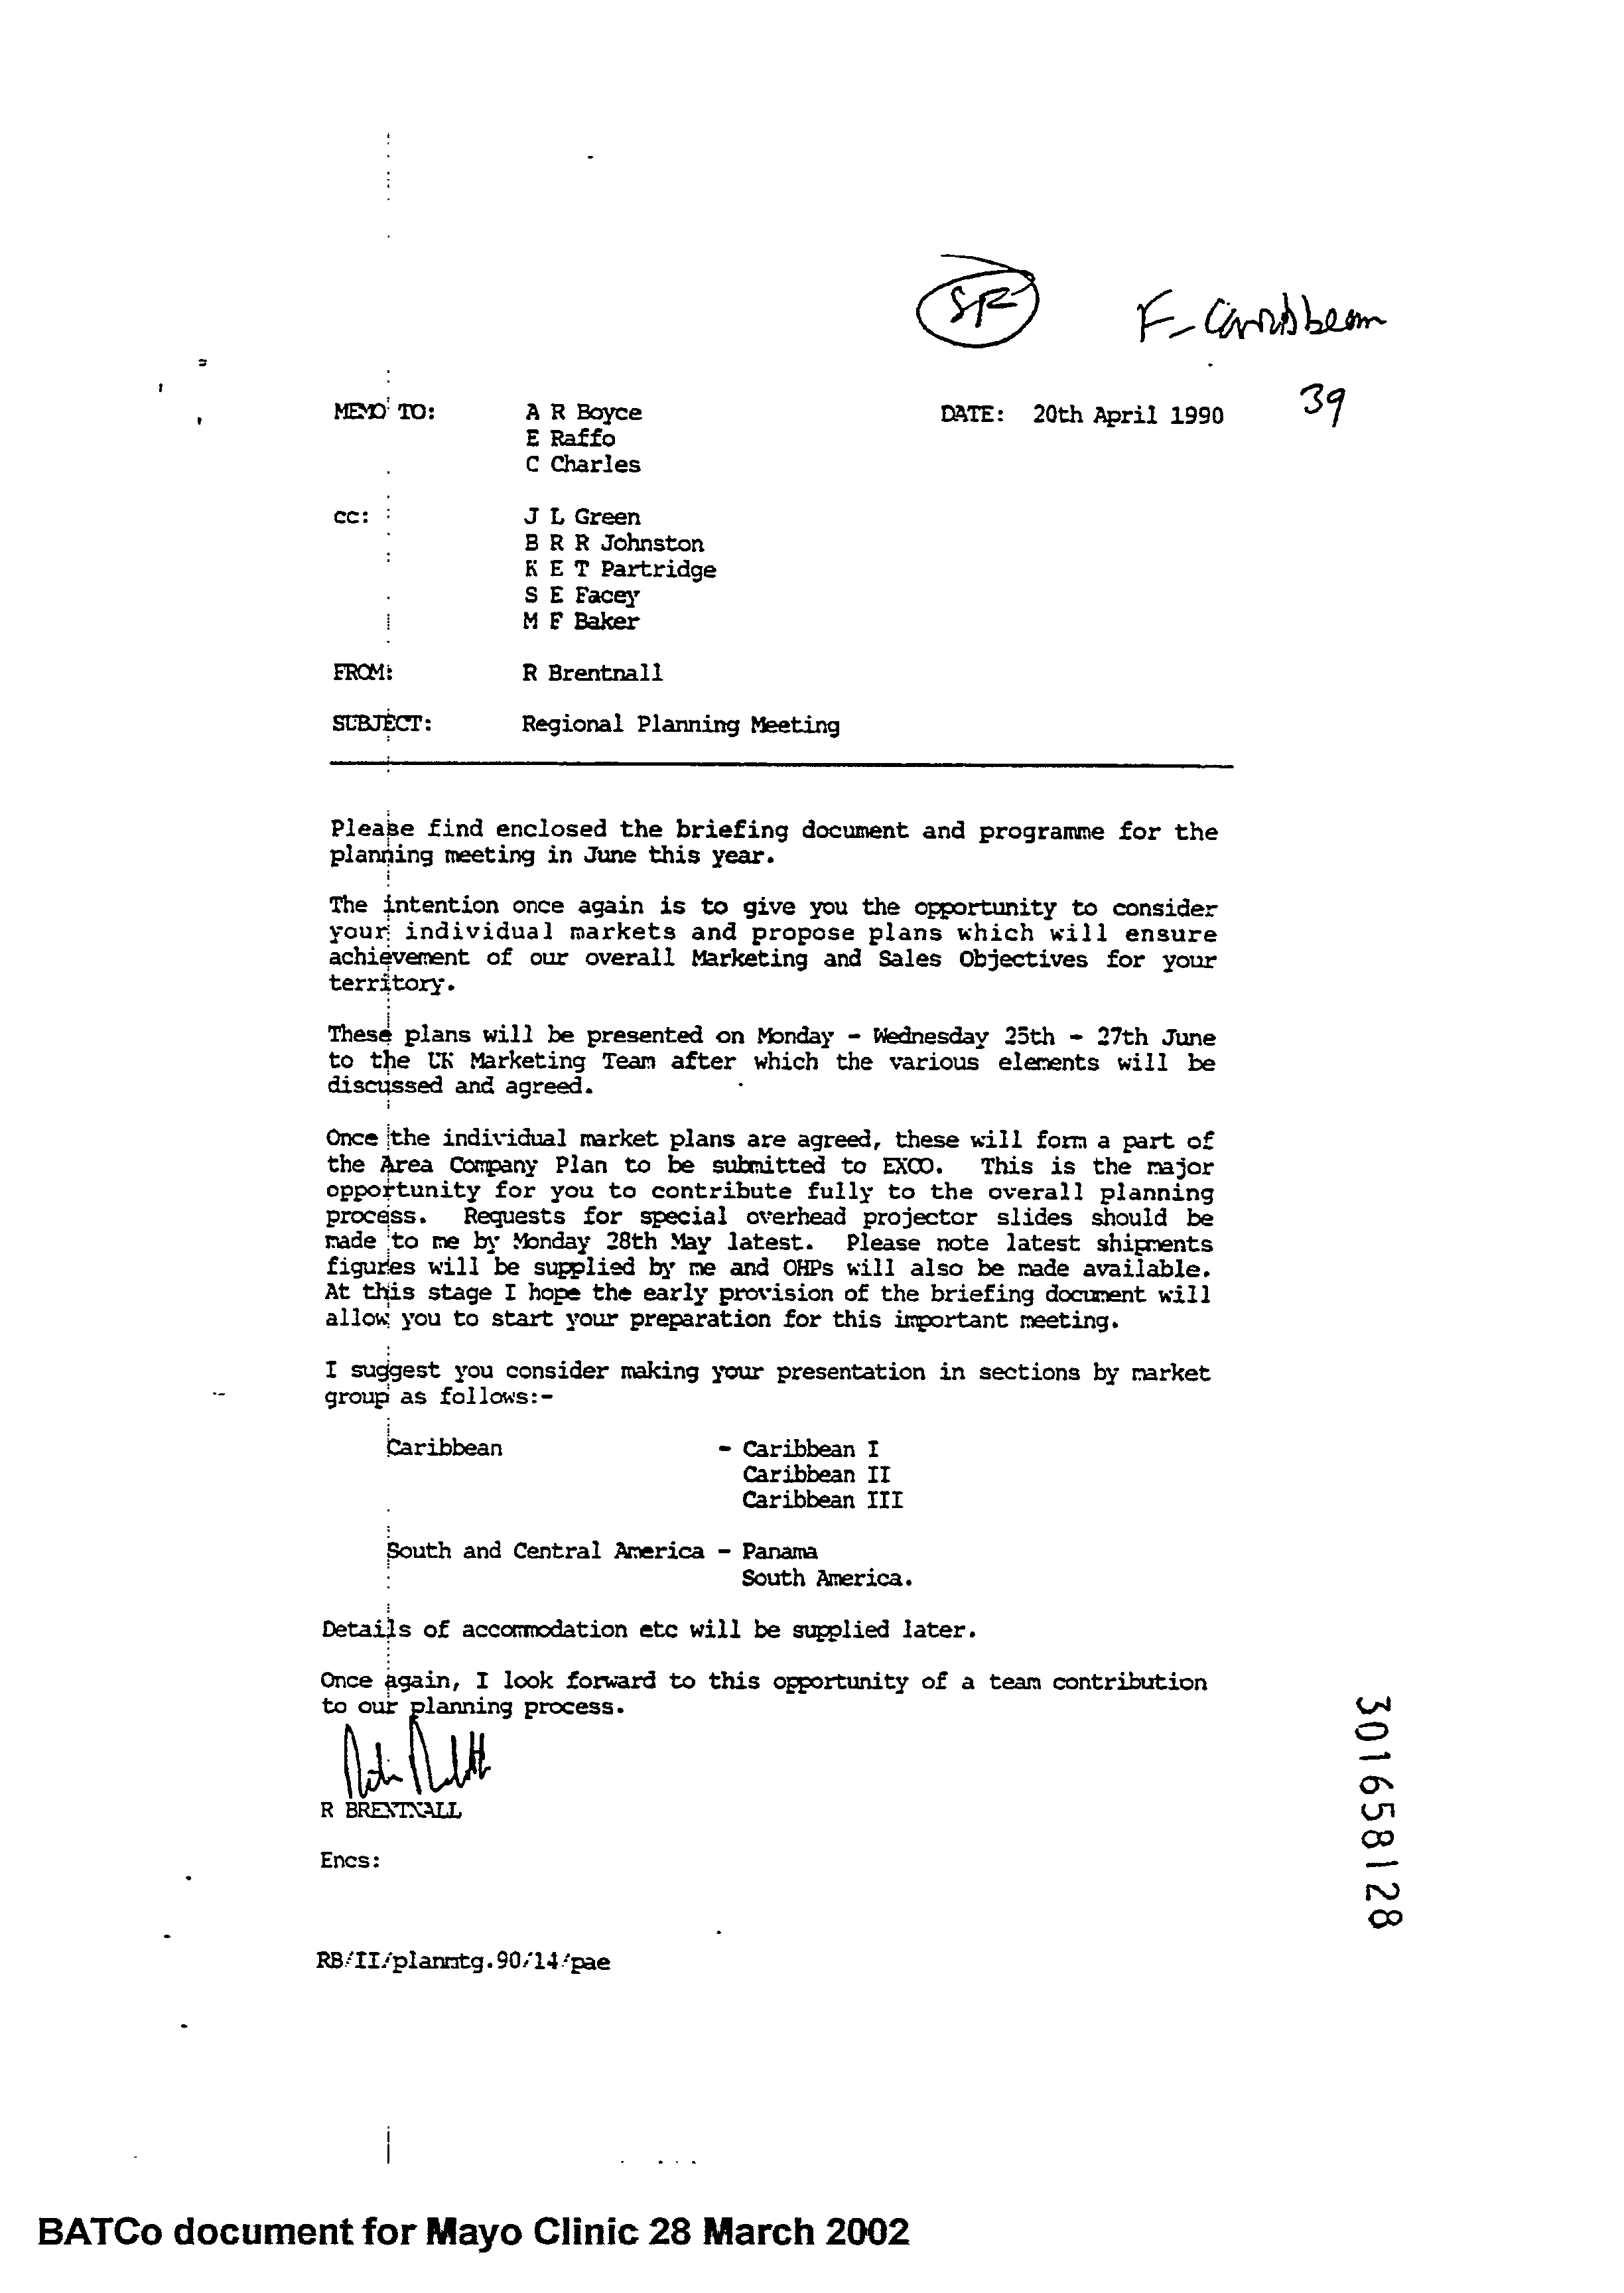 SF
F- Caribbean
39
MEMO TO: A R Boyce DATE: 20th April 1990
E Raffo
C Charles
cc: J L Green
B R R Johnston
K E T Partridge
S E Facey
M F Baker
FROM: R Brentnall
SUBJECT: Regional Planning Meeting
Please find enclosed the briefing document and programme for the
planning meeting in June this year.
The intention once again is to give you the opportunity to consider
your individual markets and propose plans which will ensure
achievement of our overall Marketing and Sales Objectives for your
territory.
These plans will be presented on Monday - Wednesday 25th - 27th June
to the UK Marketing Team after which the various elements will be
discussed and agreed.
Once the individual market plans are agreed, these will form a part of
the Area Company Plan to be submitted to EXCO. This is the major
opportunity for you to contribute fully to the overall planning
process. Requests for special overhead projector slides should be
made to me by Monday 28th May latest. Please note latest shipments
figures will be supplied by me and OHPs will also be made available.
At this stage I hope the early provision of the briefing document will
allow you to start your preparation for this important meeting.
I suggest you consider making your presentation in sections by market
group as follows:-
Caribbean - Caribbean I
Caribbean II
Caribbean III
South and Central America - Panama
South America.
Details of accommodation etc will be supplied later.
Once again, I look forward to this opportunity of a team contribution
to our planning process.
R BRENTNALL
Encs:
RB/II/planmtg.90/14/pae
301658128
BATCo document for Mayo Clinic 28 March 2002